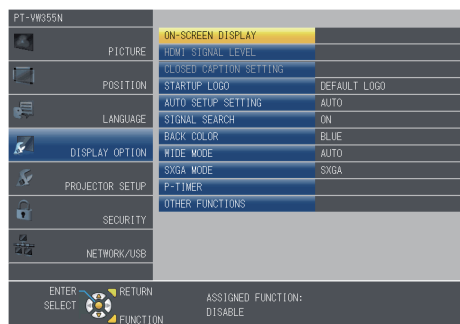 PT-VW355N
PICTURE
POSITION
LANGUAGE
DISPLAY OPTION
PROJECTOR SETUP
SECURITY
NETWORK/USB
ON-SCREEN DISPLAY
HDMI SIGNAL LEVEL
CLOSED CAPTION SETTING
STARTUP LOGO DEFAULT LOGO
AUTO SETUP SETTING AUTO
SIGNAL SEARCH ON
BACK COLOR BLUE
WIDE MODE AUTO
SXGA MODE SXGA
P-TIMER
OTHER FUNCTIONS
ENTER RETURN
SELECT
FUNCTION
ASSIGNED FUNCTION:
DISABLE